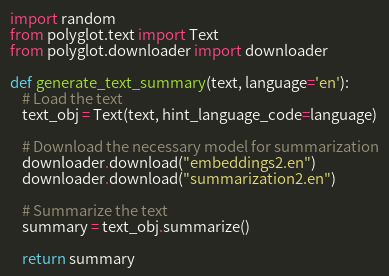 import random
from polyglot.text import Text
from polyglot.downloader import downloader

def generate_text_summary(text, language='en'):
    # Load the text
    text_obj = Text(text, hint_language_code=language)

    # Download the necessary model for summarization
    downloader.download("embeddings2.en")
    downloader.download("summarization2.en")

    # Summarize the text
    summary = text_obj.summarize()

    return summary